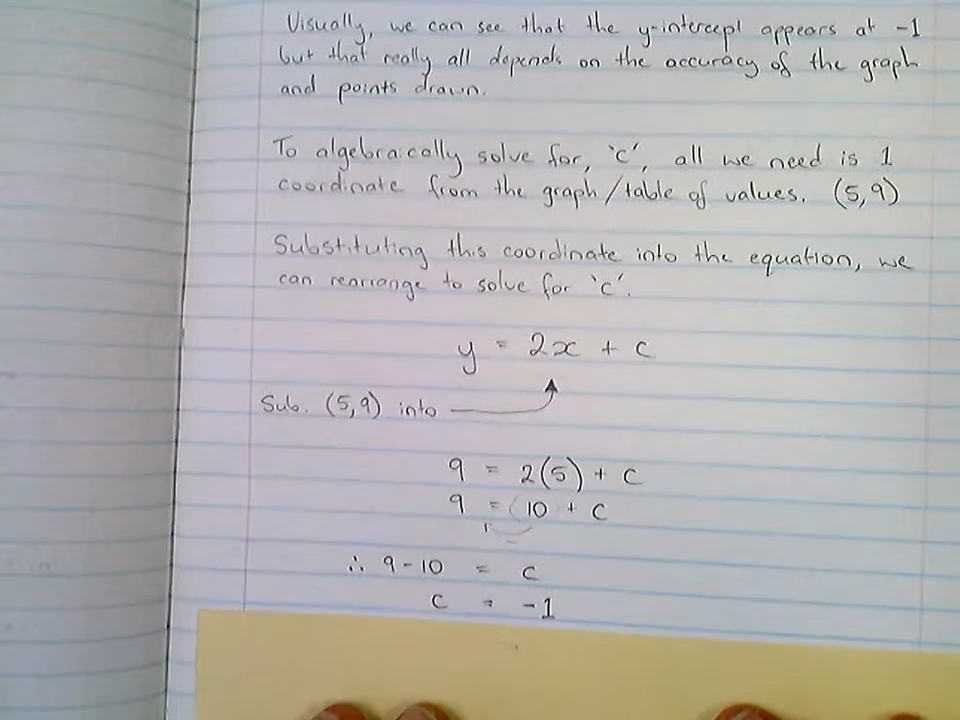 Visually, we can see that the y-intercept appears at -1
but that really all depends on the accuracy of the graph
and points drawn.
To algebraically solve for, 'c', all we need is 1
coordinate from the graph/table of values. (5,9)
Substituting this coordinate into the equation, we
can rearrange to solve for 'c'.
y = 2x + c
Sub. (5,9) into
9 = 2(5) + c
9 = 10 + c
∴ 9-10 = c
c = -1